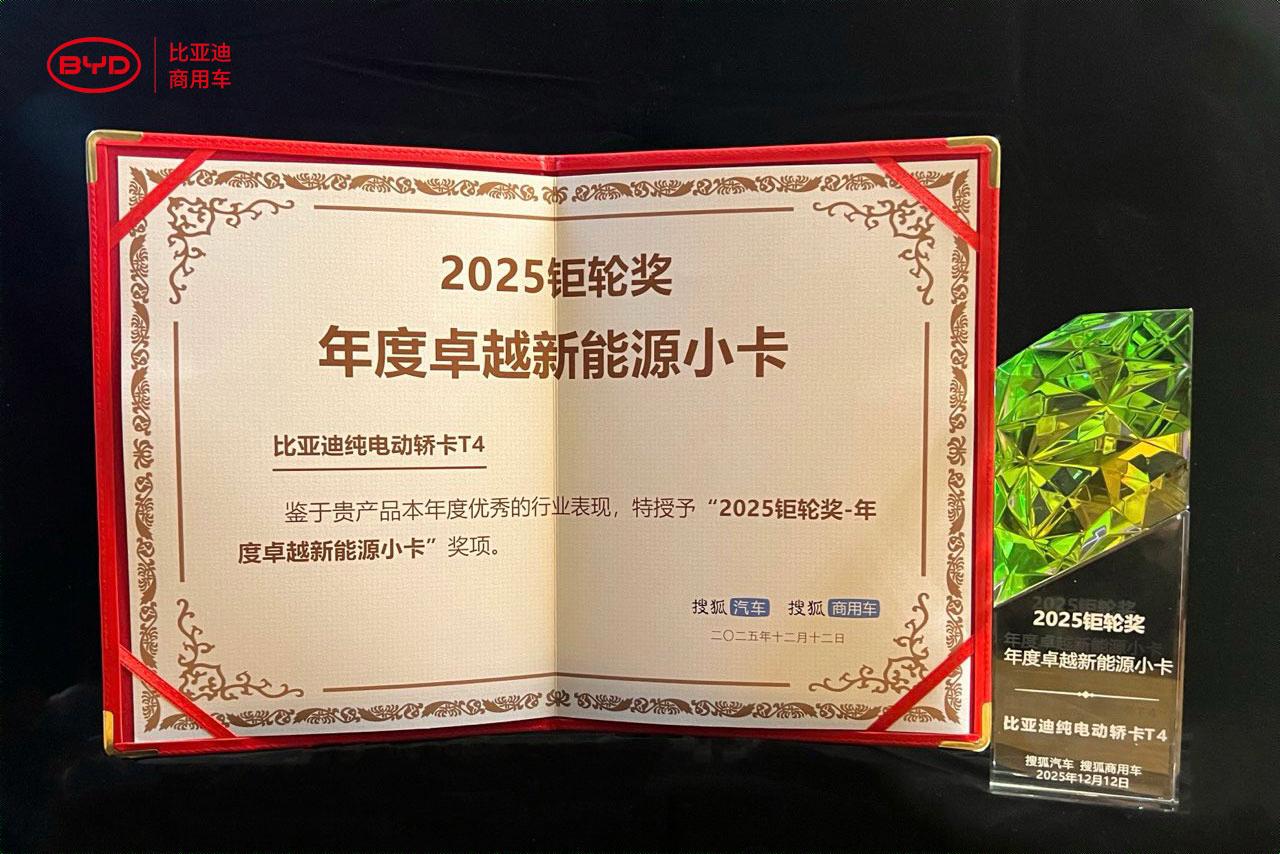 BYD
比亚迪
商用车
2025钜轮奖
年度卓越新能源小卡
比亚迪纯电动轿卡T4
鉴于贵产品本年度优秀的行业表现，特授予“2025钜轮奖-年
度卓越新能源小卡”奖项。
搜狐 汽车 搜狐 商用车
二〇二五年十二月十二日
2025钜轮奖
年度卓越新能源小卡
比亚迪纯电动轿卡T4
搜狐汽车 搜狐商用车
2025年12月12日